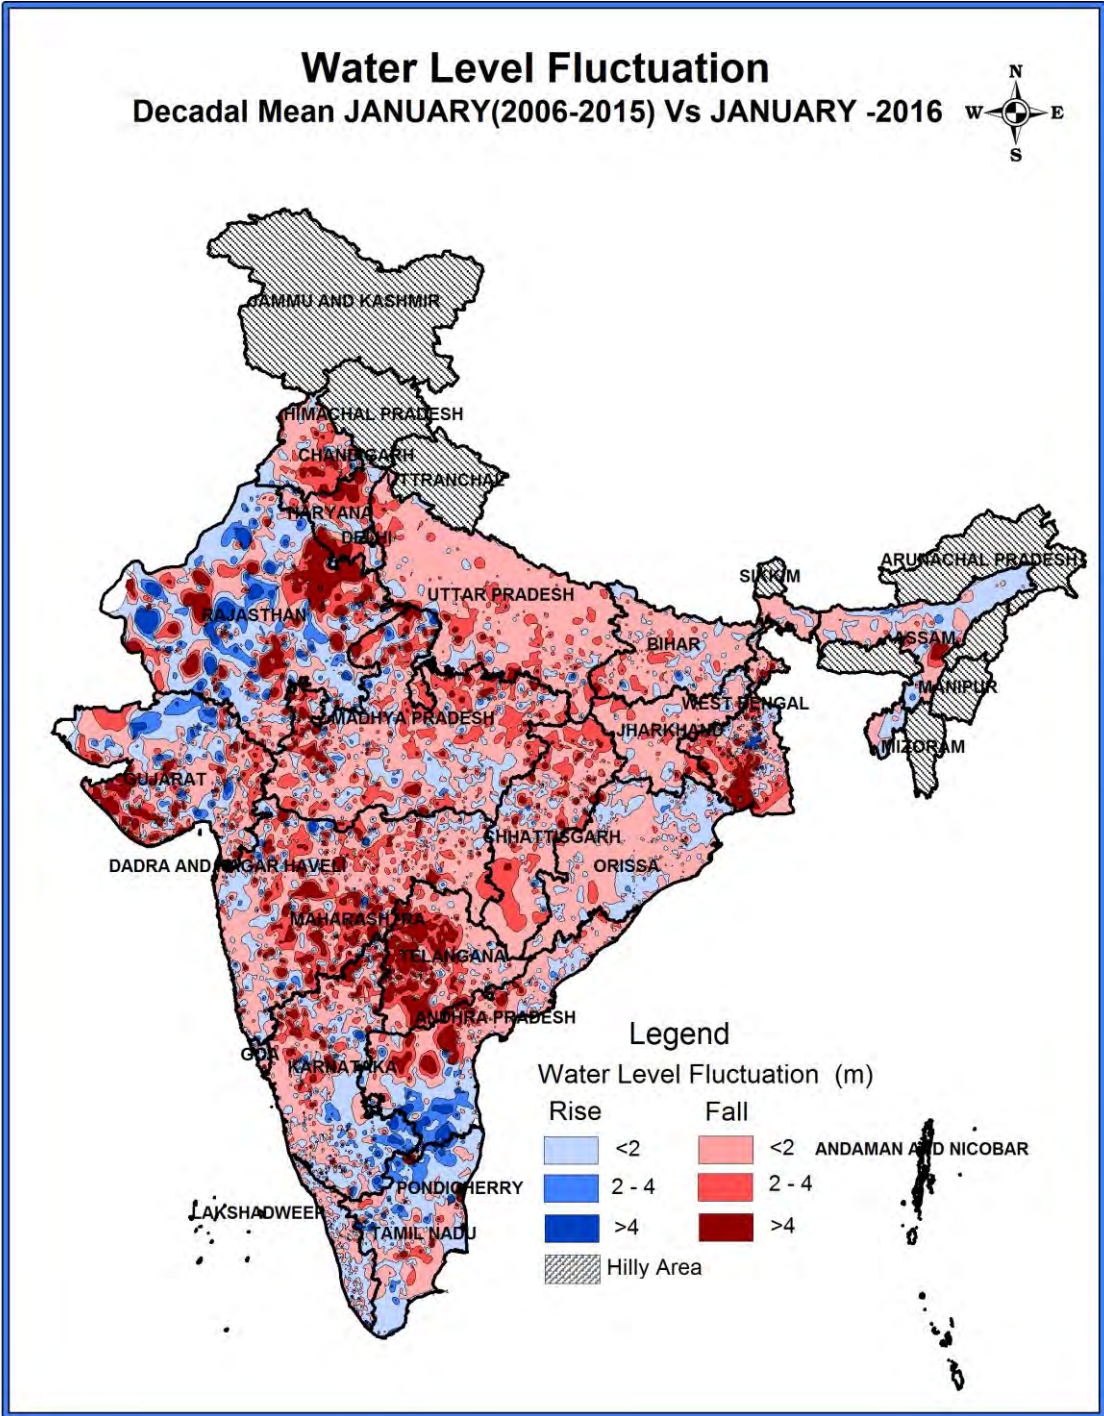 Water Level Fluctuation
Decadal Mean JANUARY(2006-2015) Vs JANUARY -2016
N
W
E
S
JAMMU AND KASHMIR
HIMACHAL PRADESH
CHANDIGARH
UTTRANCHAL
HARYANA
DELHI
ARUNACHAL PRADESH
SIKKIM
UTTAR PRADESH
RAJASTHAN
BIHAR
ASSAM
MANIPUR
WEST BENGAL
MADHYA PRADESH
JHARKHAND
MIZORAM
GUJARAT
SHHATTISGARH
DADRA AND NAGAR HAVELI
ORISSA
MAHARASHTRA
TELANGANA
ANDHRA PRADESH
GOA
KARNATAKA
PONDICHERRY
LAKSHADWEEP
TAMIL NADU
ANDAMAN AND NICOBAR
Legend
Water Level Fluctuation (m)
Rise
Fall
<2
<2
2 - 4
2 - 4
>4
>4
Hilly Area